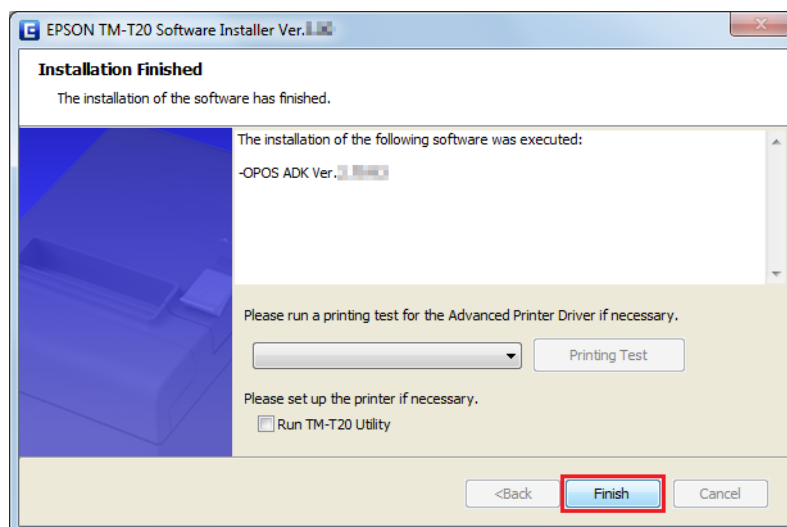 EPSON TM-T20 Software Installer Ver.
Installation Finished
The installation of the software has finished.
The installation of the following software was executed:
-OPOS ADK Ver.
Please run a printing test for the Advanced Printer Driver if necessary.
Printing Test
Please set up the printer if necessary.
Run TM-T20 Utility
<Back Finish Cancel